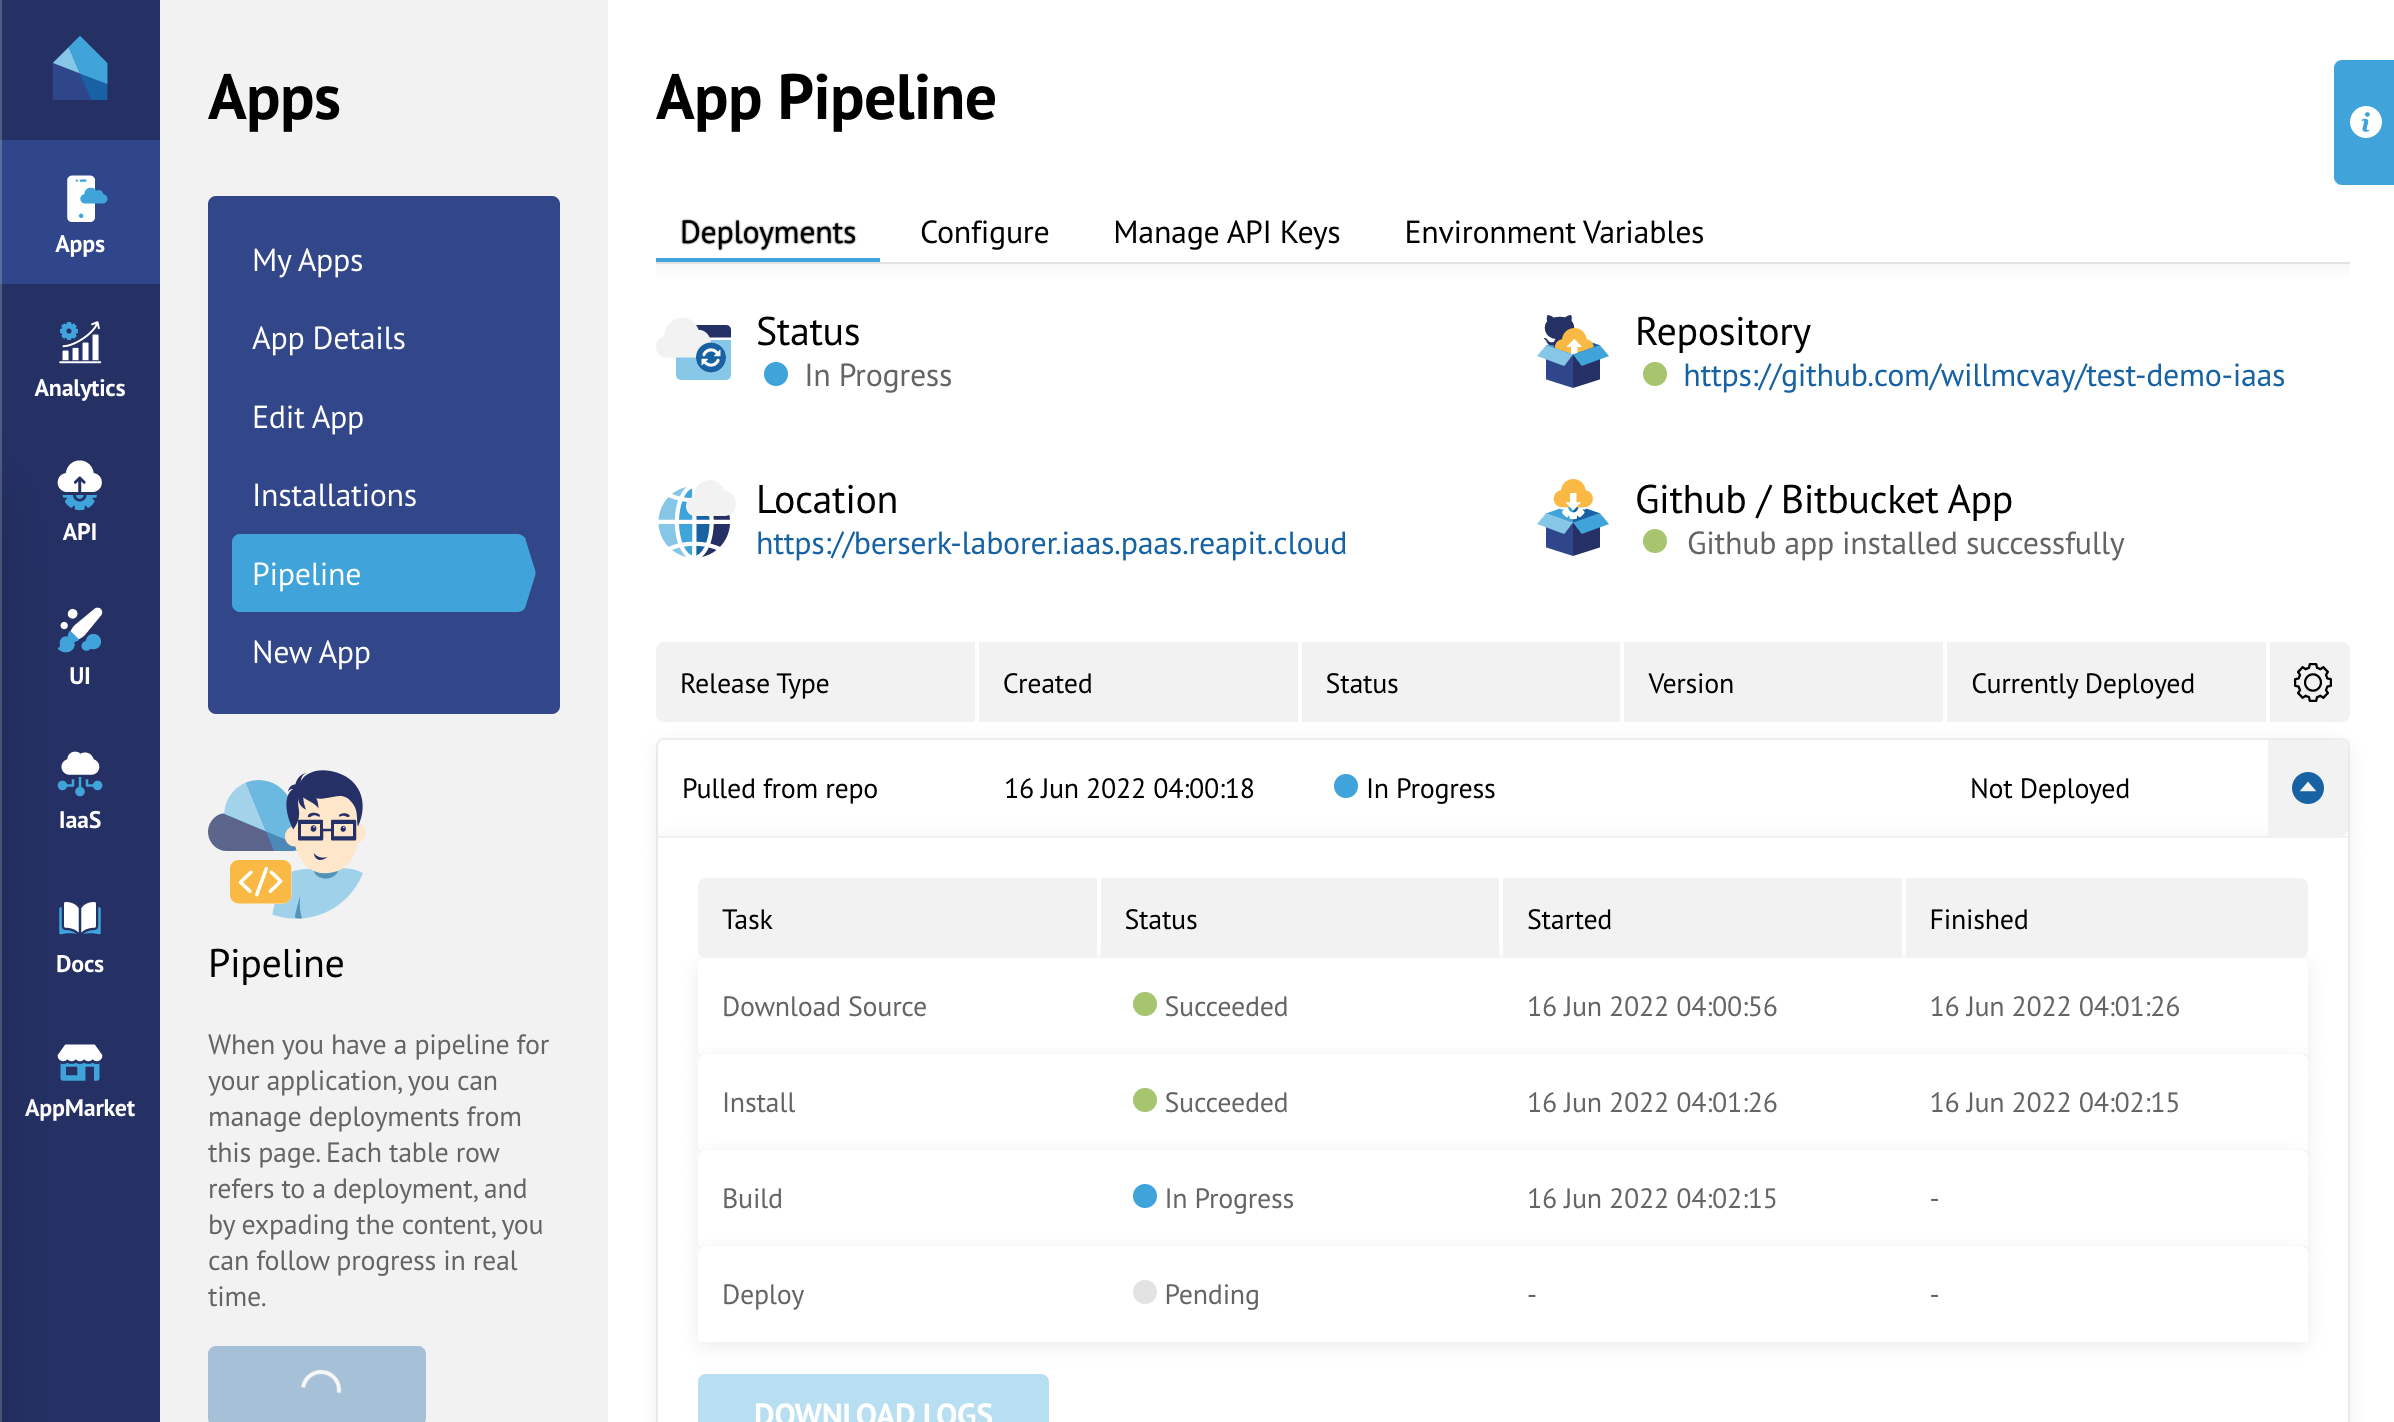 Apps
Analytics
API
UI
IaaS
Docs
AppMarket
Apps
My Apps
App Details
Edit App
Installations
Pipeline
New App
</>
Pipeline
When you have a pipeline for
your application, you can
manage deployments from
this page. Each table row
refers to a deployment, and
by expading the content, you
can follow progress in real
time.
App Pipeline
i
Deployments Configure Manage API Keys Environment Variables
Status
In Progress
Repository
https://github.com/willmcvay/test-demo-iaas
Location
https://berserk-laborer.iaas.paas.reapit.cloud
Github / Bitbucket App
Github app installed successfully
Release Type Created Status Version Currently Deployed
Pulled from repo 16 Jun 2022 04:00:18 In Progress Not Deployed
Task Status Started Finished
Download Source Succeeded 16 Jun 2022 04:00:56 16 Jun 2022 04:01:26
Install Succeeded 16 Jun 2022 04:01:26 16 Jun 2022 04:02:15
Build In Progress 16 Jun 2022 04:02:15 -
Deploy Pending - -
DOWNLOAD LOGS